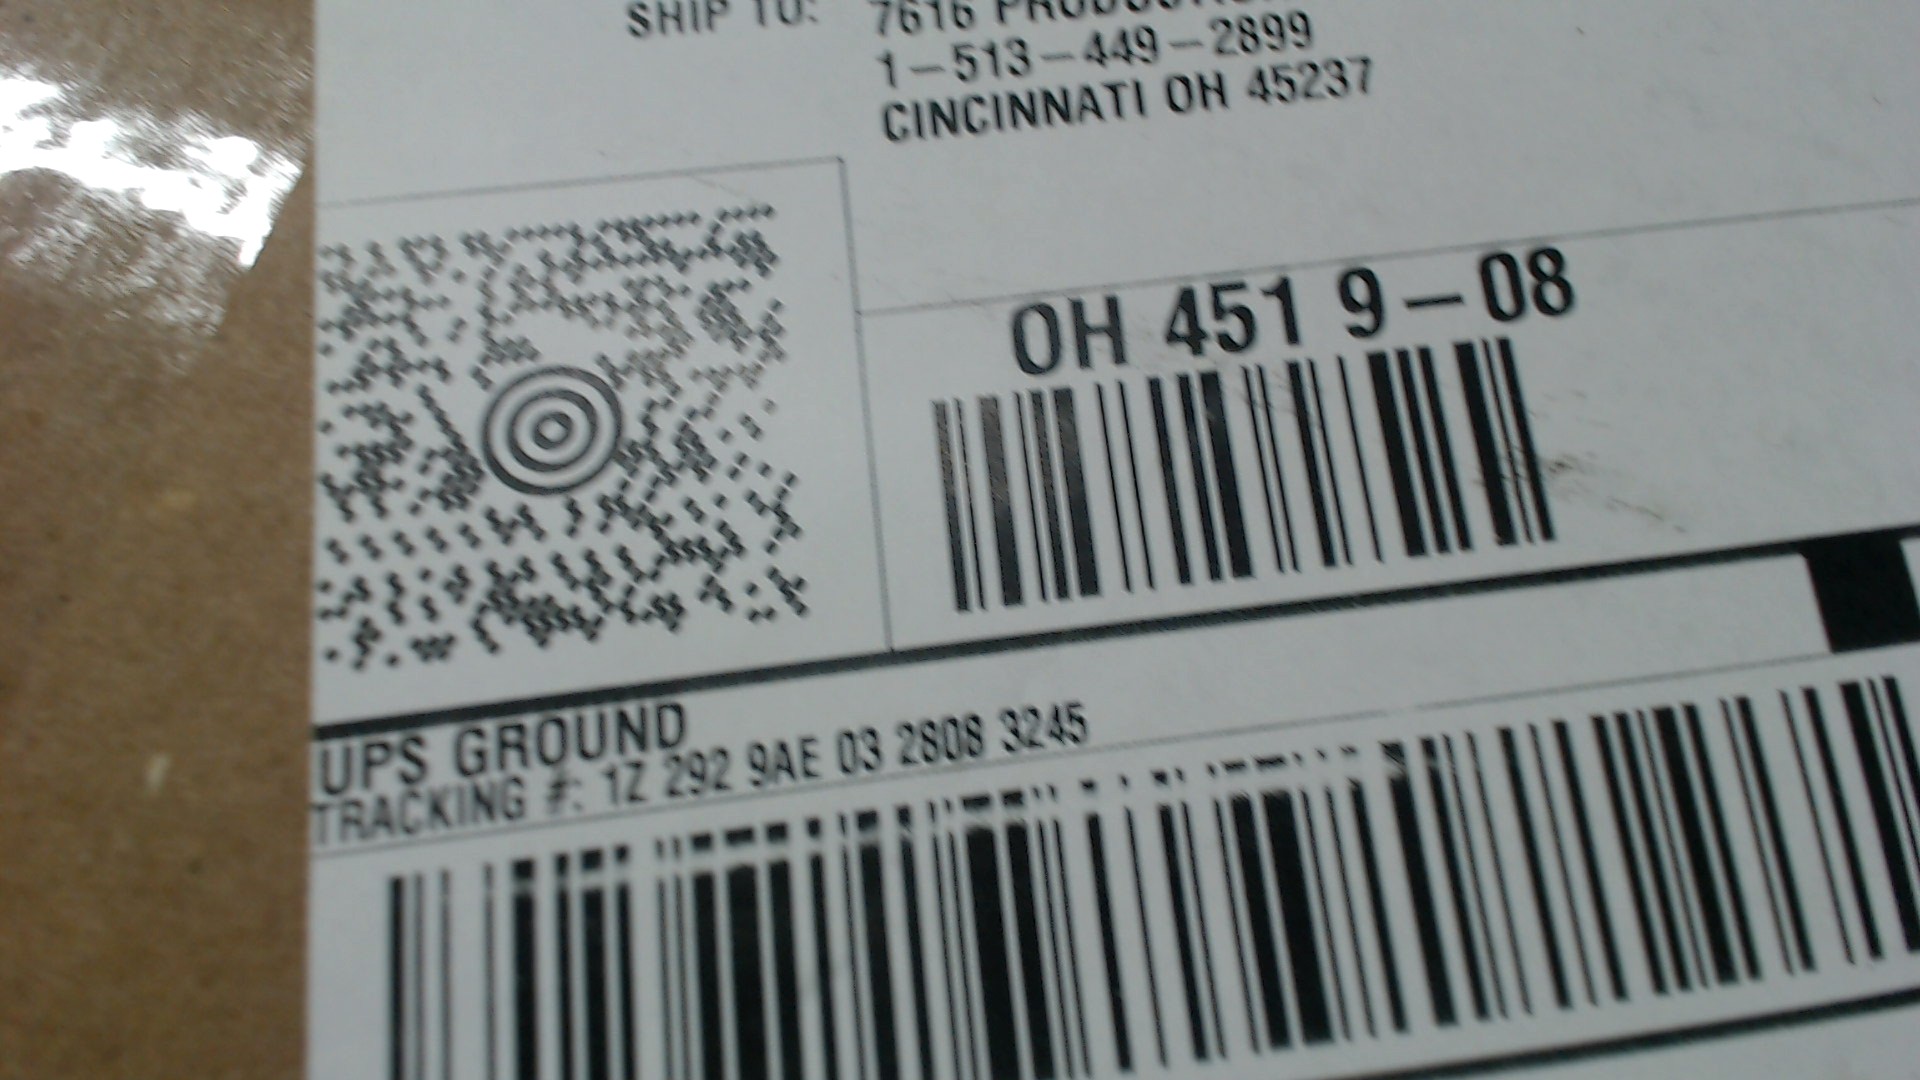 SHIP TO: 7616
1-513-449-2899
CINCINNATI OH 45237
OH 451 9-08
UPS GROUND
TRACKING #: 1Z 292 9AE 03 2808 3245